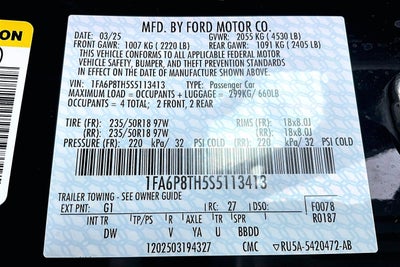 MFD. BY FORD MOTOR CO.
DATE: 03/25 GVWR: 2055 KG ( 4530 LB)
FRONT GAWR: 1007 KG ( 2220 LB) REAR GAWR: 1091 KG ( 2405 LB)
THIS VEHICLE CONFORMS TO ALL APPLICABLE FEDERAL MOTOR
VEHICLE SAFETY, BUMPER, AND THEFT PREVENTION STANDARDS IN
EFFECT ON THE DATE OF MANUFACTURE SHOWN ABOVE.
VIN: 1FA6P8TH5S5113413 TYPE: Passenger Car
MAXIMUM LOAD = OCCUPANTS + LUGGAGE = 299KG/ 660LB
OCCUPANTS = 4 TOTAL; 2 FRONT, 2 REAR
TIRE (FR): 235/50R18 97W RIMS (FR): 18x8.0J
(RR): 235/50R18 97W (RR): 18x8.0J
PRESSURE (FR): 220 kPa/ 32 PSI COLD (RR): 220 kPa/ 32 PSI COLD
1FA6P8TH5S5113413
TRAILER TOWING - SEE OWNER GUIDE
EXT PNT: G1 RC: 27 DSO: F0078
R0187
INT TR TP/PS R AXLE TR SPR
DW V YV U BBDD
1202503194327 CMC ▽RU5A-5420472-AB